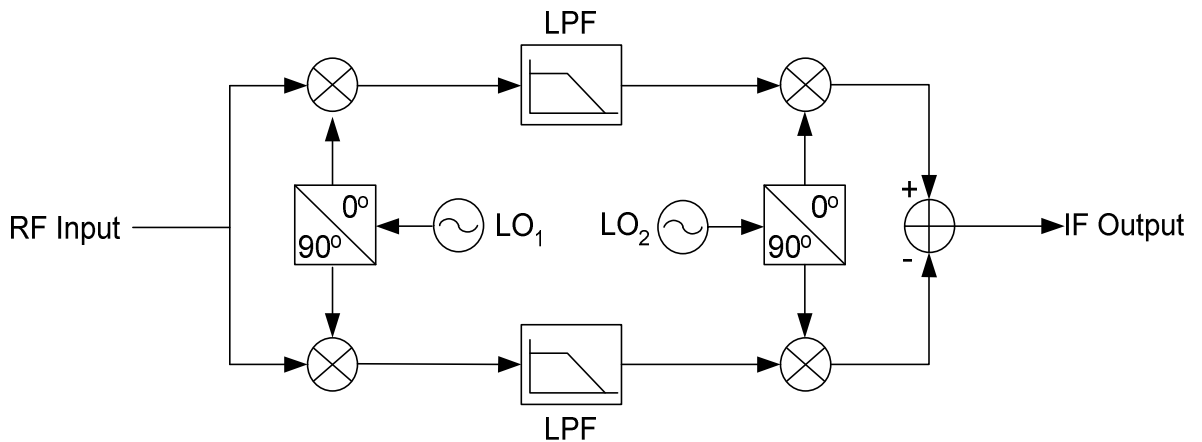 LPF
RF Input
0º
90º
LO₁
LO₂
0º
90º
+
-
IF Output
LPF